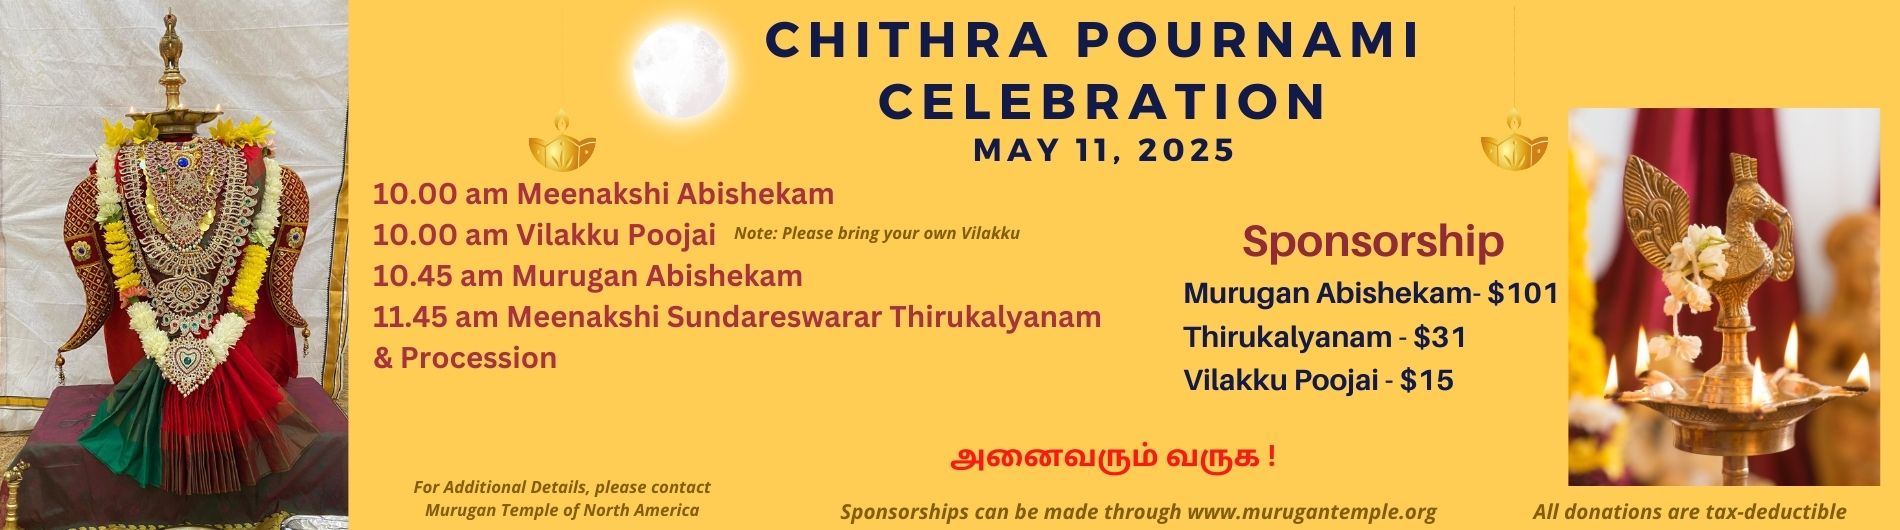 CHITHRA POURNAMI
CELEBRATION
MAY 11, 2025
10.00 am Meenakshi Abishekam
10.00 am Vilakku Poojai Note: Please bring your own Vilakku
10.45 am Murugan Abishekam
11.45 am Meenakshi Sundareswarar Thirukalyanam
& Procession
Sponsorship
Murugan Abishekam- $101
Thirukalyanam - $31
Vilakku Poojai - $15
அனைவரும் வருக !
For Additional Details, please contact
Murugan Temple of North America
Sponsorships can be made through www.murugantemple.org
All donations are tax-deductible